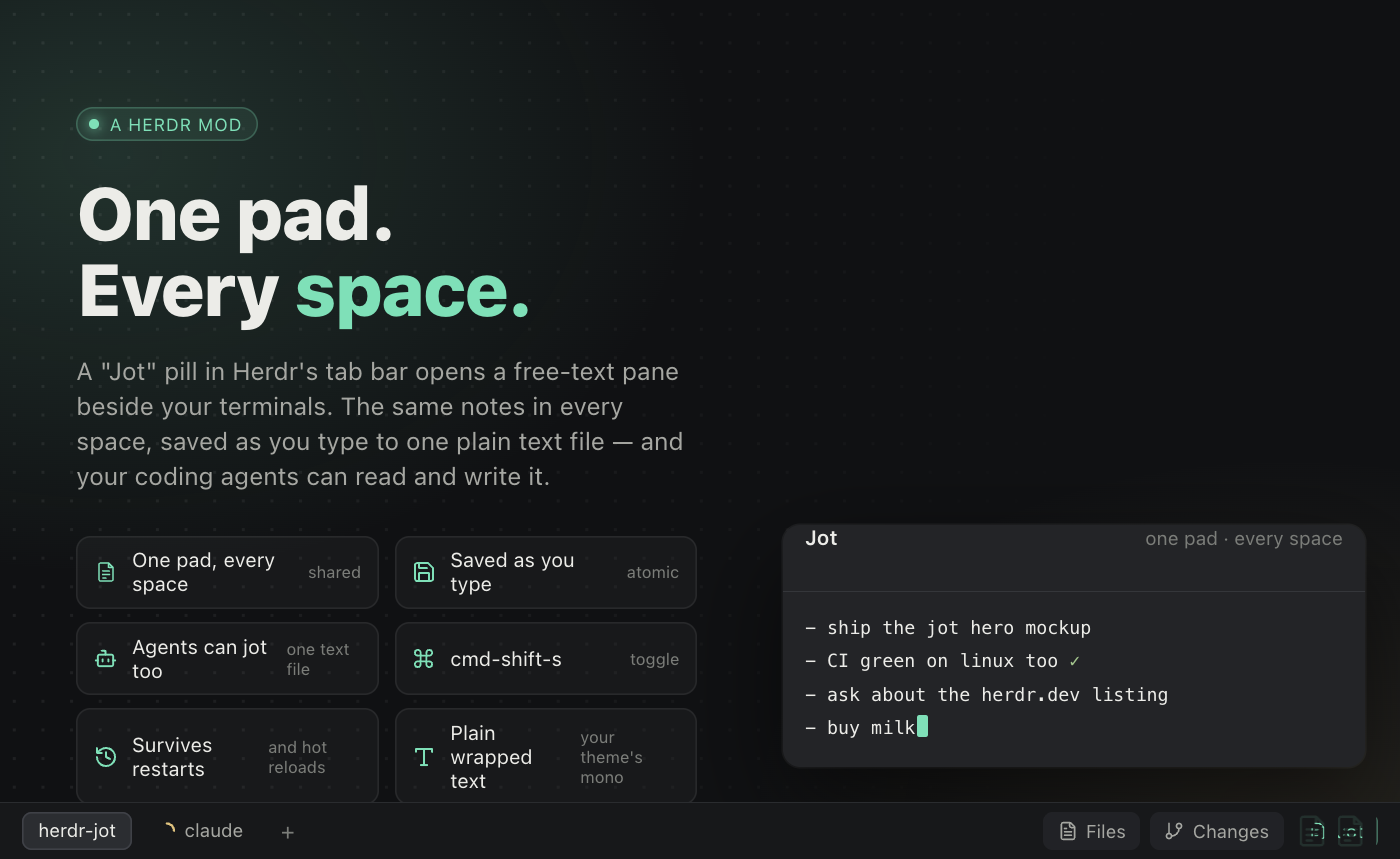 A HERDR MOD
One pad.
Every space.
A "Jot" pill in Herdr's tab bar opens a free-text pane
beside your terminals. The same notes in every
space, saved as you type to one plain text file — and
your coding agents can read and write it.
One pad, every
space
shared
Saved as you
type
atomic
Agents can jot
too
one text
file
cmd-shift-s
toggle
Survives
restarts
and hot
reloads
Plain
wrapped
text
your
theme's
mono
Jot
one pad · every space
– ship the jot hero mockup
– CI green on linux too ✓
– ask about the herdr.dev listing
– buy milk
herdr-jot
claude
+
Files
Changes